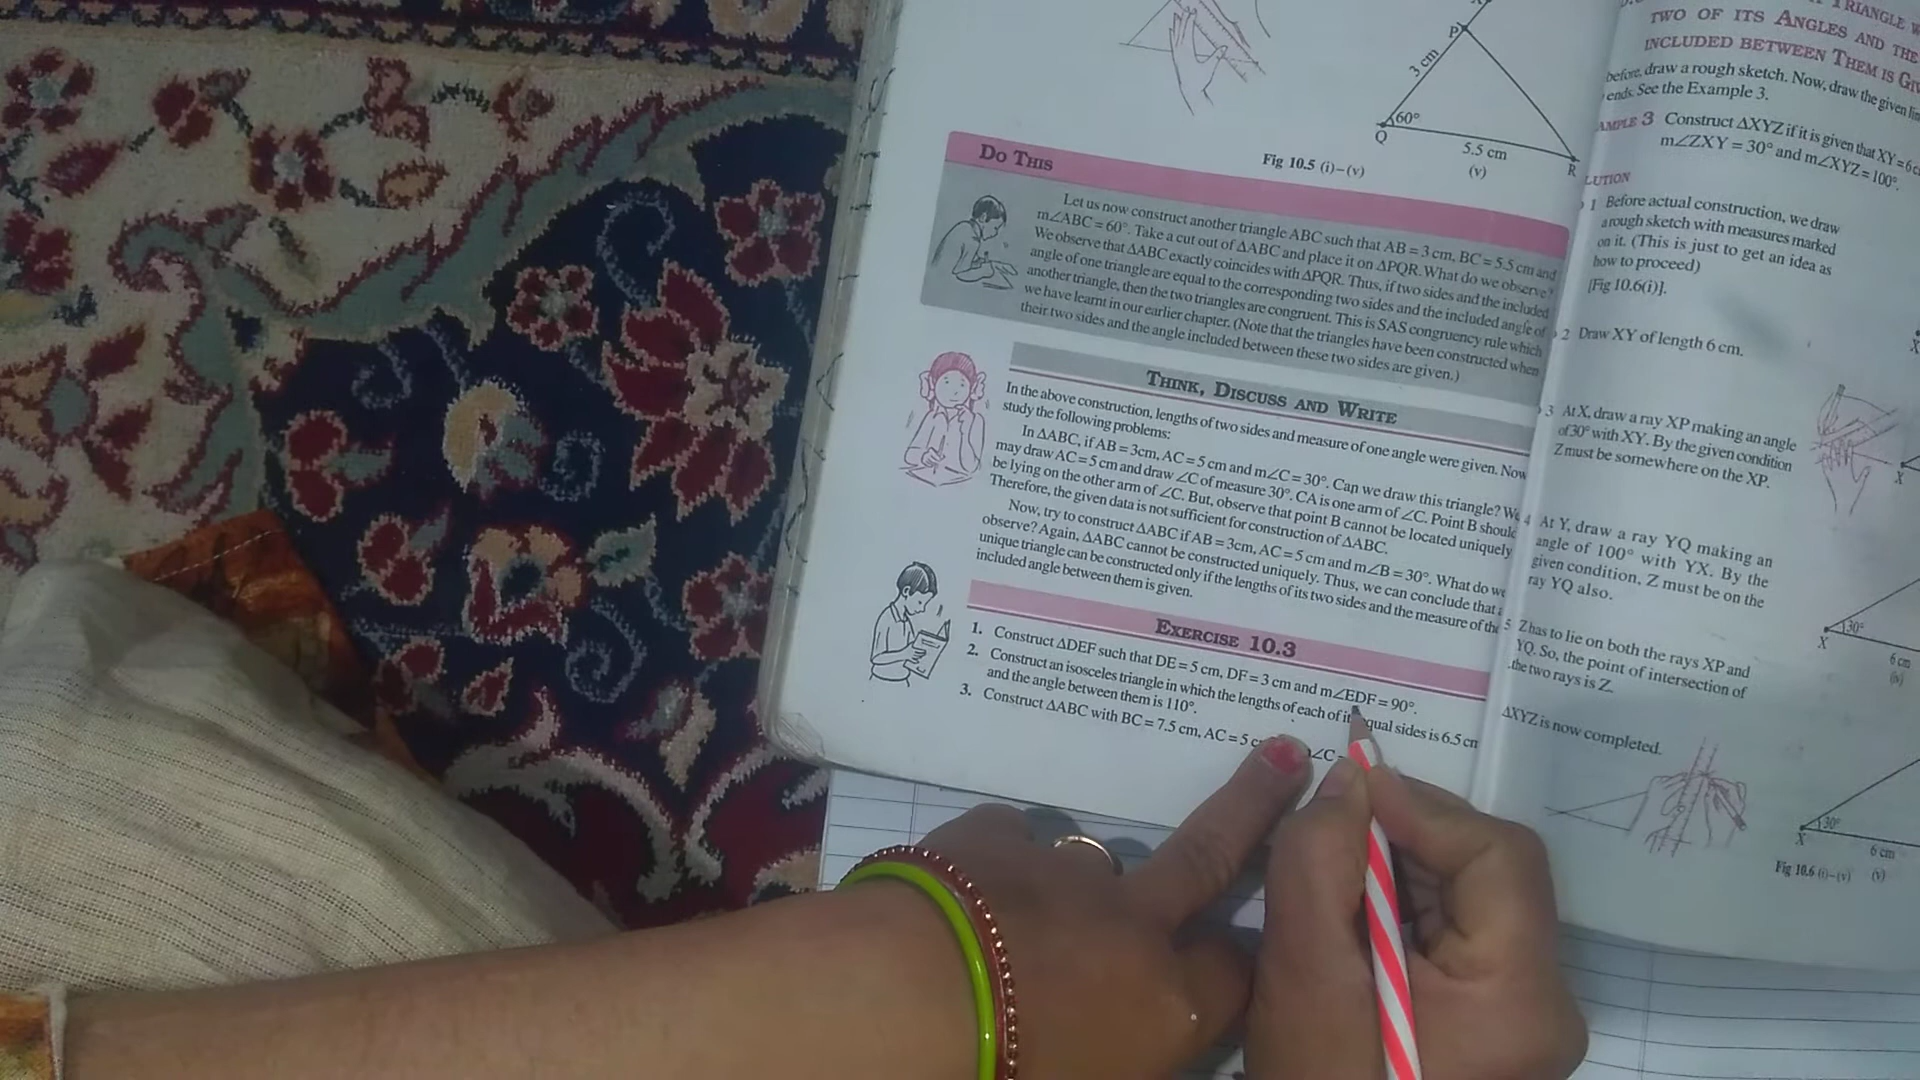 P
3 cm
60°
Q
5.5 cm
R
Fig 10.5 (i)–(v)
(v)
DO THIS
Let us now construct another triangle ABC such that AB = 3 cm, BC = 5.5 cm and
m∠ABC = 60°. Take a cut out of ΔABC and place it on ΔPQR. What do we observe?
We observe that ΔABC exactly coincides with ΔPQR. Thus, if two sides and the included
angle of one triangle are equal to the corresponding two sides and the included angle of
another triangle, then the two triangles are congruent. This is SAS congruency rule which
we have learnt in our earlier chapter. (Note that the triangles have been constructed when
their two sides and the angle included between these two sides are given.)
THINK, DISCUSS AND WRITE
In the above construction, lengths of two sides and measure of one angle were given. Now
study the following problems:
In ΔABC, if AB = 3cm, AC = 5 cm and m∠C = 30°. Can we draw this triangle? We
may draw AC = 5 cm and draw ∠C of measure 30°. CA is one arm of ∠C. Point B should
be lying on the other arm of ∠C. But, observe that point B cannot be located uniquely
Therefore, the given data is not sufficient for construction of ΔABC.
Now, try to construct ΔABC if AB = 3cm, AC = 5 cm and m∠B = 30°. What do we
observe? Again, ΔABC cannot be constructed uniquely. Thus, we can conclude that a
unique triangle can be constructed only if the lengths of its two sides and the measure of the
included angle between them is given.
EXERCISE 10.3
1. Construct ΔDEF such that DE = 5 cm, DF = 3 cm and m∠EDF = 90°.
2. Construct an isosceles triangle in which the lengths of each of its equal sides is 6.5 cm
and the angle between them is 110°.
3. Construct ΔABC with BC = 7.5 cm, AC = 5 ∠C
TRIANGLE
TWO OF ITS ANGLES AND THE
INCLUDED BETWEEN THEM IS
before, draw a rough sketch. Now, draw the given
ends. See the Example 3.
AMPLE 3 Construct ΔXYZ if it is given that XY = 6
m∠ZXY = 30° and m∠XYZ = 100°.
LUTION
1 Before actual construction, we draw
a rough sketch with measures marked
on it. (This is just to get an idea as
how to proceed)
[Fig 10.6(i)].
2 Draw XY of length 6 cm.
3 At X, draw a ray XP making an angle
of 30° with XY. By the given condition
Z must be somewhere on the XP.
X
4 At Y, draw a ray YQ making an
angle of 100° with YX. By the
given condition, Z must be on the
ray YQ also.
30°
X
6 cm
(iv)
5 Z has to lie on both the rays XP and
YQ. So, the point of intersection of
the two rays is Z.
ΔXYZ is now completed.
30°
X
6 cm
Fig 10.6 (i)–(v)
(v)